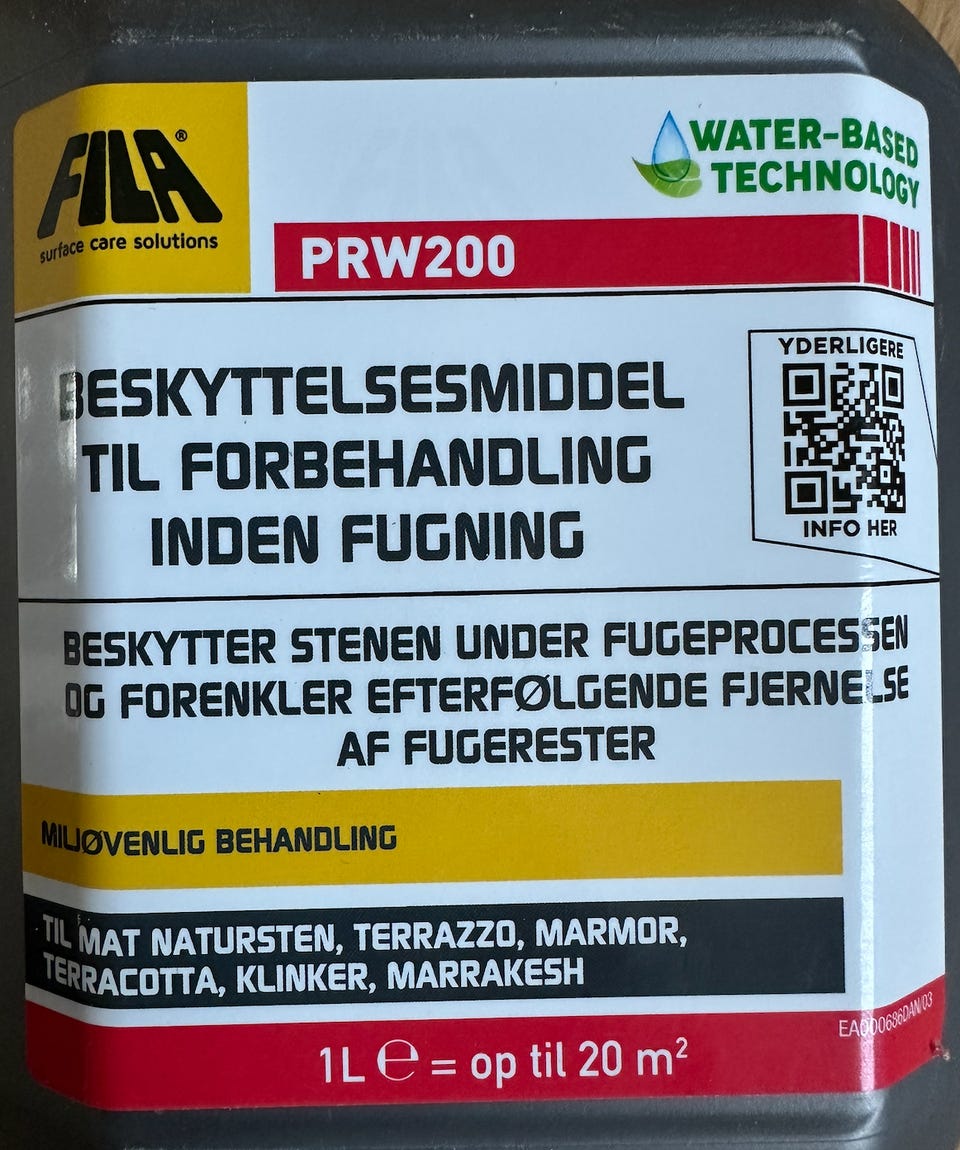 FILA®
surface care solutions
WATER-BASED
TECHNOLOGY
PRW200
BESKYTTELSESMIDDEL
TIL FORBEHANDLING
INDEN FUGNING
YDERLIGERE
INFO HER
BESKYTTER STENEN UNDER FUGEPROCESSEN
OG FORENKLER EFTERFØLGENDE FJERNELSE
AF FUGERESTER
MILJØVENLIG BEHANDLING
TIL MAT NATURSTEN, TERRAZZO, MARMOR,
TERRACOTTA, KLINKER, MARRAKESH
EA000686DAN/03
1L ℮ = op til 20 m²